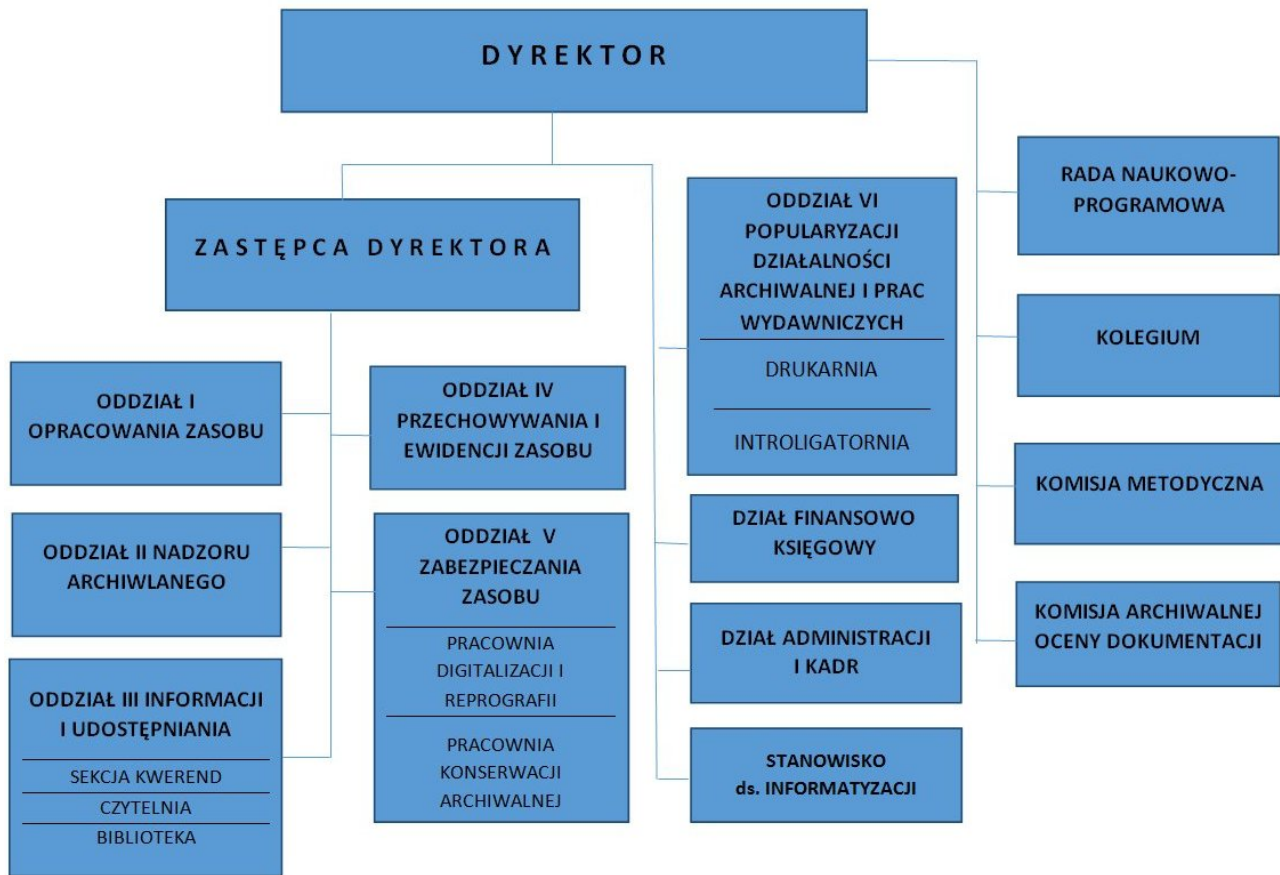 DYREKTOR
ZASTĘPCA DYREKTORA
ODDZIAŁ I
OPRACOWANIA ZASOBU
ODDZIAŁ II NADZORU
ARCHIWLANEGO
ODDZIAŁ III INFORMACJI
I UDOSTĘPNIANIA
SEKCJA KWEREND
CZYTELNIA
BIBLIOTEKA
ODDZIAŁ IV
PRZECHOWYWANIA I
EWIDENCJI ZASOBU
ODDZIAŁ V
ZABEZPIECZANIA
ZASOBU
PRACOWNIA
DIGITALIZACJI I
REPROGRAFII
PRACOWNIA
KONSERWACJI
ARCHIWALNEJ
ODDZIAŁ VI
POPULARYZACJI
DZIAŁALNOŚCI
ARCHIWALNEJ I PRAC
WYDAWNICZYCH
DRUKARNIA
INTROLIGATORNIA
DZIAŁ FINANSOWO
KSIĘGOWY
DZIAŁ ADMINISTRACJI
I KADR
STANOWISKO
ds. INFORMATYZACJI
RADA NAUKOWO-
PROGRAMOWA
KOLEGIUM
KOMISJA METODYCZNA
KOMISJA ARCHIWALNEJ
OCENY DOKUMENTACJI